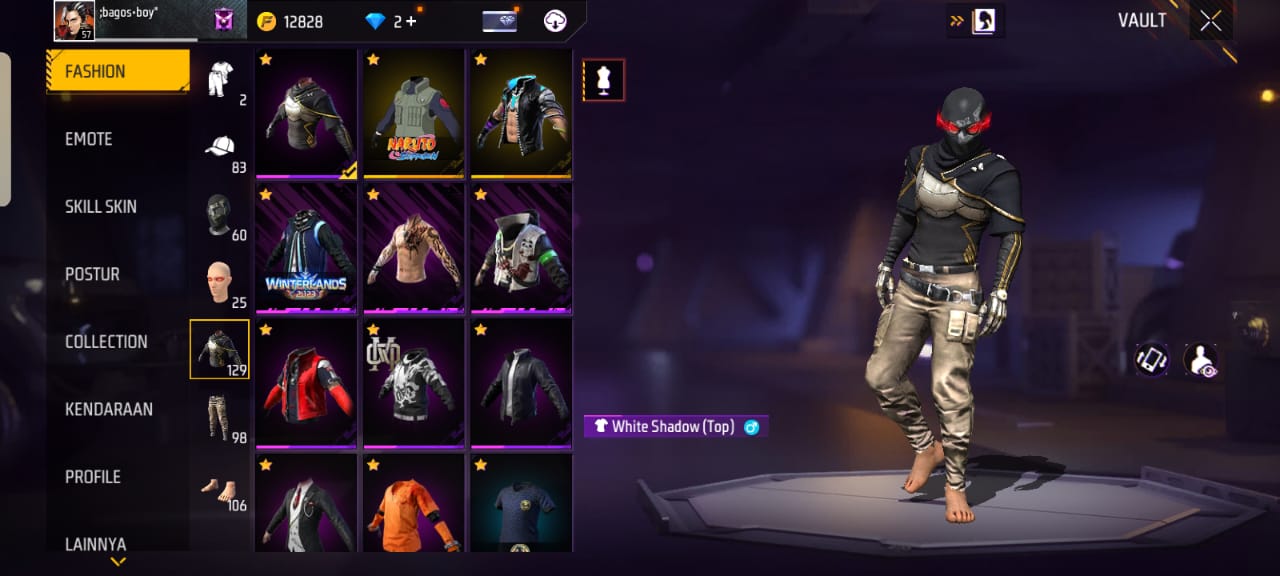 ;bagos•boy"
57
12828
2+
VAULT
FASHION
EMOTE
SKILL SKIN
POSTUR
COLLECTION
KENDARAAN
PROFILE
LAINNYA
2
83
60
25
129
98
106
NARUTO
SHIPPUDEN
WINTERLANDS
2023
White Shadow (Top)